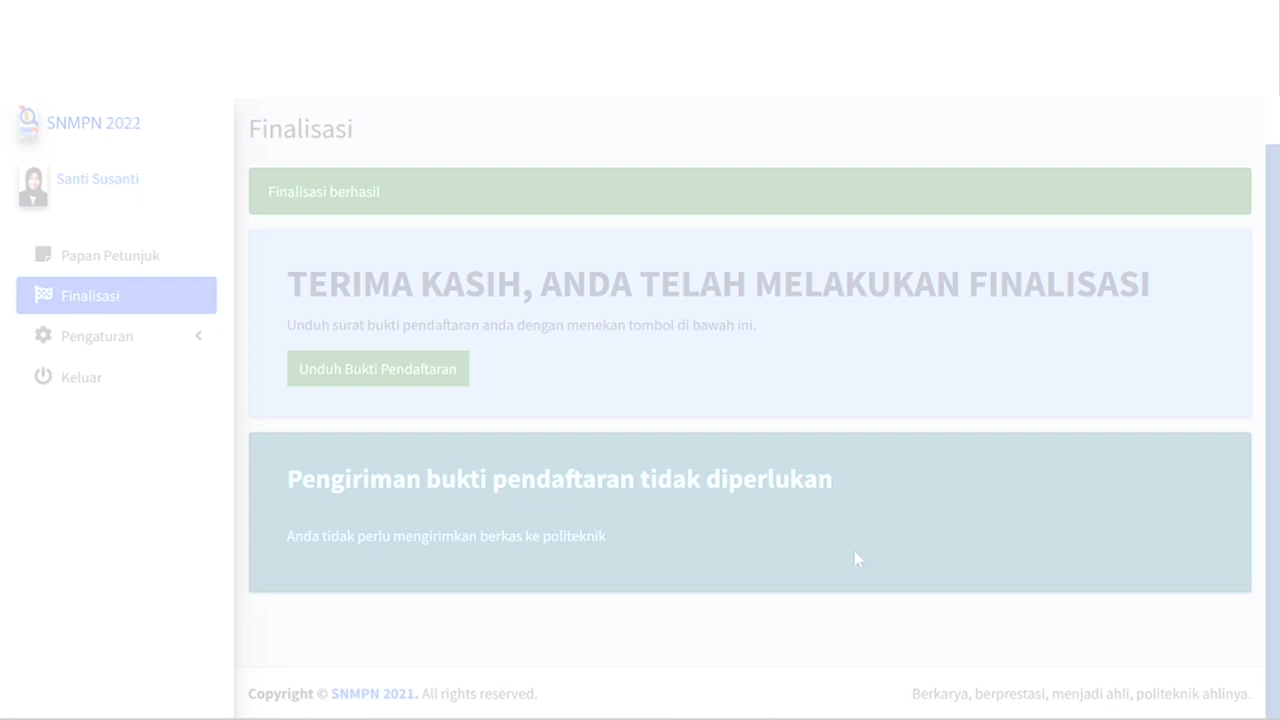 SNMPN 2022
Santi Susanti
Papan Petunjuk
Finalisasi
Pengaturan
Keluar
Finalisasi
Finalisasi berhasil
TERIMA KASIH, ANDA TELAH MELAKUKAN FINALISASI
Unduh surat bukti pendaftaran anda dengan menekan tombol di bawah ini.
Unduh Bukti Pendaftaran
Pengiriman bukti pendaftaran tidak diperlukan
Anda tidak perlu mengirimkan berkas ke politeknik
Copyright © SNMPN 2021. All rights reserved.
Berkarya, berprestasi, menjadi ahli, politeknik ahlinya.